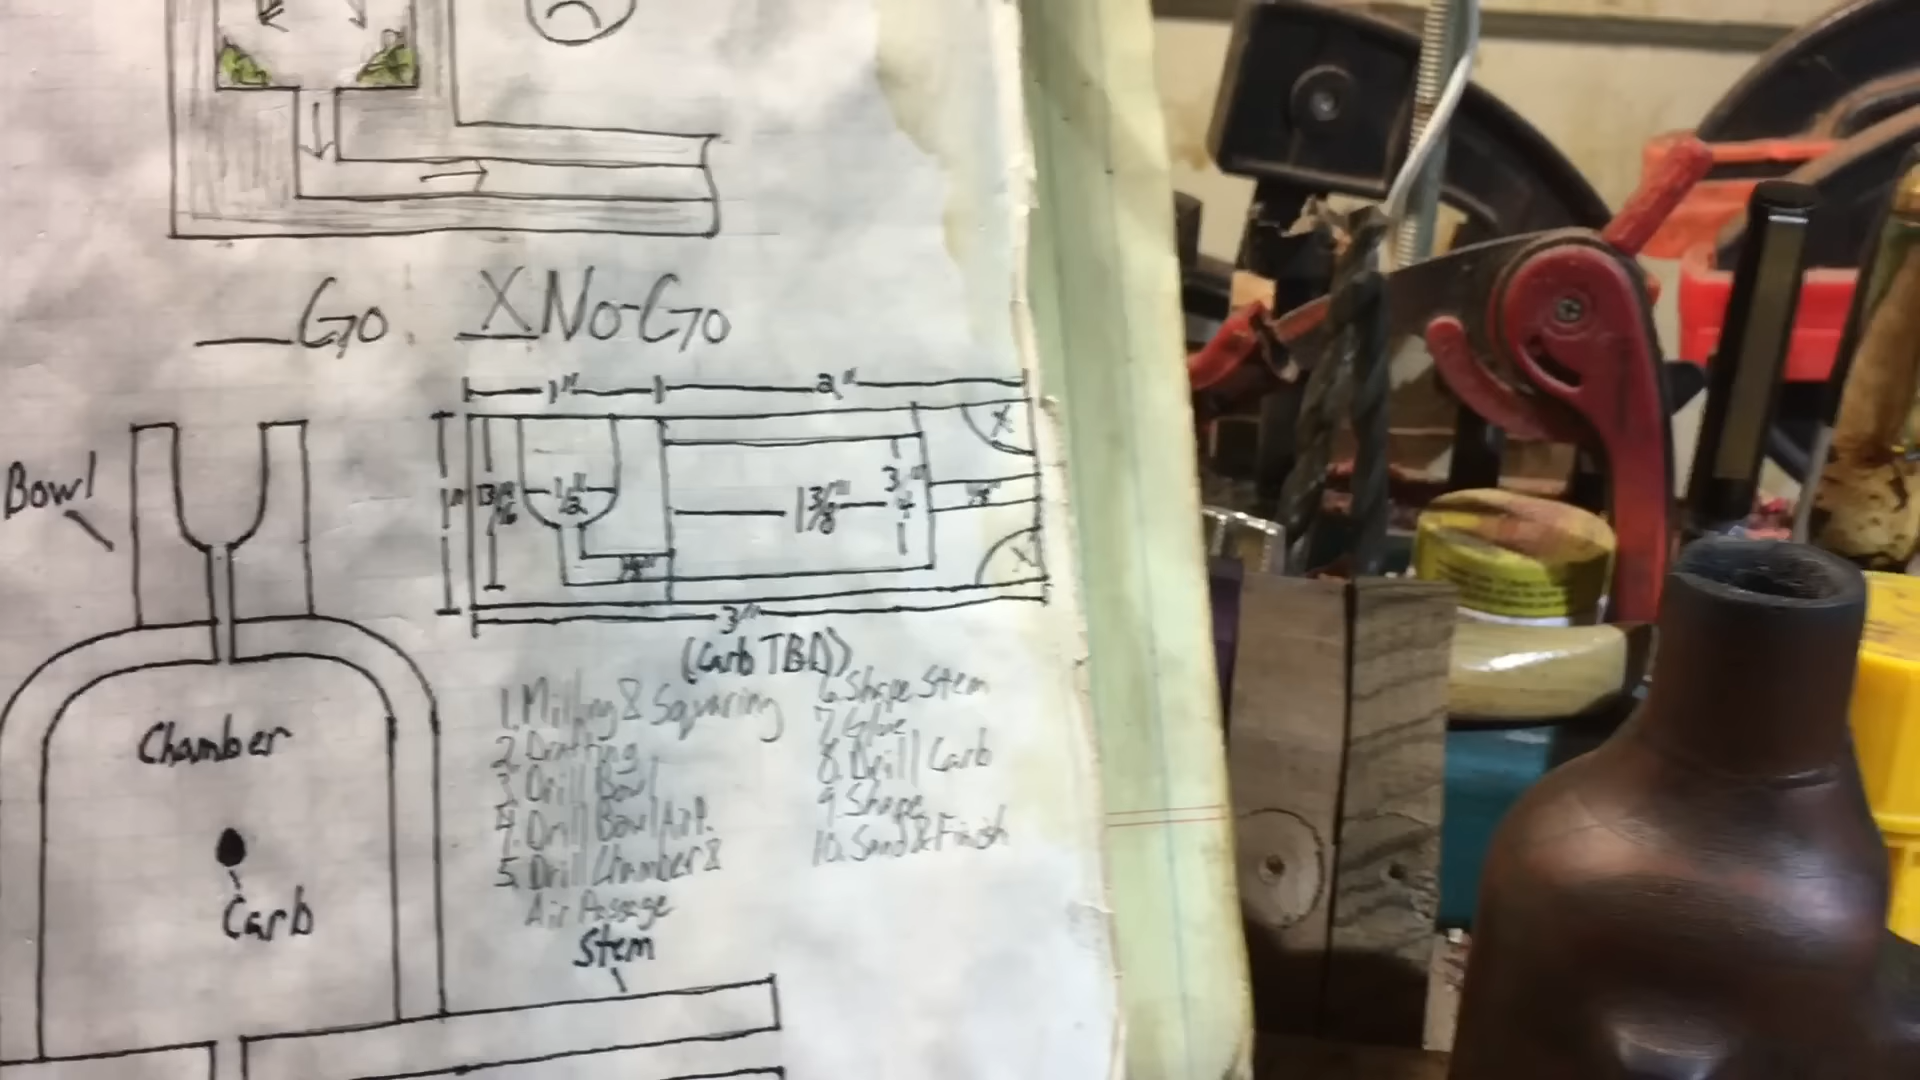 Go X No-Go
1" 2"
Bowl
1" 13/16 1/2" 1 3/8" 3/4" X
X
3"
(Carb TBD)
1. Milling & Squaring
2. Drafting
3. Drill Bowl
4. Drill Bowl Air P.
5. Drill Chamber &
Air Passage
6. Shape Stem
7. Glue
8. Drill Carb
9. Shape
10. Sand & Finish
Chamber
Carb
Stem